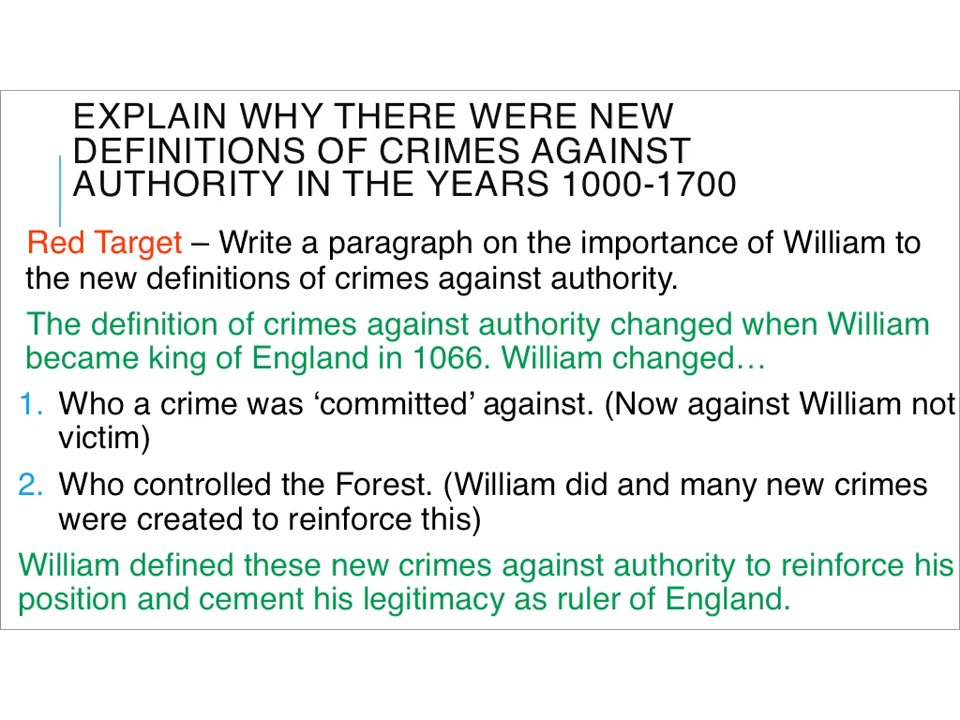 EXPLAIN WHY THERE WERE NEW
DEFINITIONS OF CRIMES AGAINST
AUTHORITY IN THE YEARS 1000-1700
Red Target – Write a paragraph on the importance of William to
the new definitions of crimes against authority.
The definition of crimes against authority changed when William
became king of England in 1066. William changed…
1. Who a crime was ‘committed’ against. (Now against William not
victim)
2. Who controlled the Forest. (William did and many new crimes
were created to reinforce this)
William defined these new crimes against authority to reinforce his
position and cement his legitimacy as ruler of England.